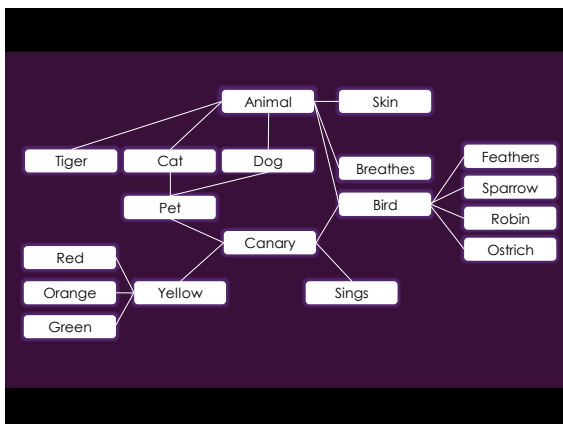 Animal
Skin
Tiger
Cat
Dog
Breathes
Feathers
Sparrow
Pet
Bird
Robin
Canary
Ostrich
Red
Orange
Yellow
Sings
Green